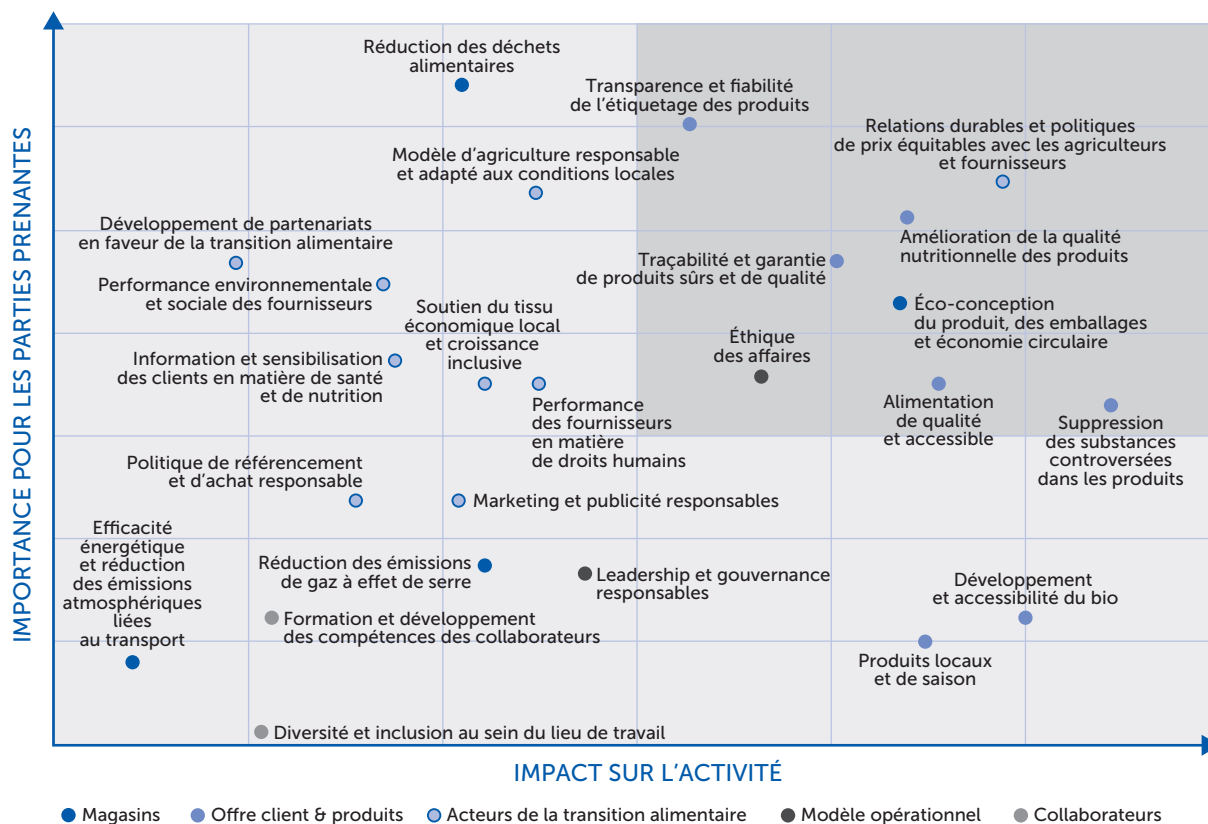 IMPORTANCE POUR LES PARTIES PRENANTES
Réduction des déchets
alimentaires
Transparence et fiabilité
de l'étiquetage des produits
Relations durables et politiques
de prix équitables avec les agriculteurs
et fournisseurs
Modèle d'agriculture responsable
et adapté aux conditions locales
Développement de partenariats
en faveur de la transition alimentaire
Amélioration de la qualité
nutritionnelle des produits
Traçabilité et garantie
de produits sûrs et de qualité
Performance environnementale
et sociale des fournisseurs
Soutien du tissu
économique local
et croissance
inclusive
Éco-conception
du produit, des emballages
et économie circulaire
Éthique
des affaires
Information et sensibilisation
des clients en matière de santé
et de nutrition
Performance
des fournisseurs
en matière
de droits humains
Alimentation
de qualité
et accessible
Suppression
des substances
controversées
dans les produits
Politique de référencement
et d'achat responsable
Marketing et publicité responsables
Efficacité
énergétique
et réduction
des émissions
atmosphériques
liées
au transport
Réduction des émissions
de gaz à effet de serre
Leadership et gouvernance
responsables
Développement
et accessibilité du bio
Formation et développement
des compétences des collaborateurs
Produits locaux
et de saison
Diversité et inclusion au sein du lieu de travail
IMPACT SUR L'ACTIVITÉ
Magasins
Offre client & produits
Acteurs de la transition alimentaire
Modèle opérationnel
Collaborateurs